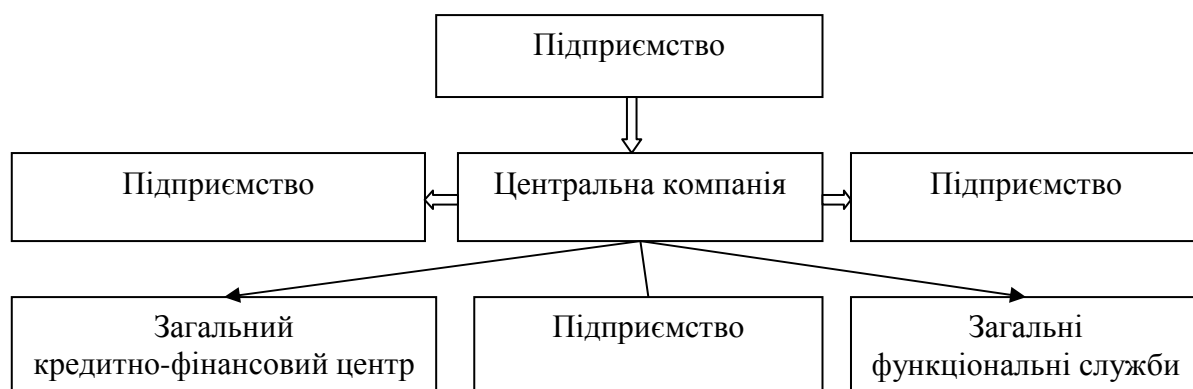 Підприємство
Підприємство
Центральна компанія
Підприємство
Загальний
кредитно-фінансовий центр
Підприємство
Загальні
функціональні служби